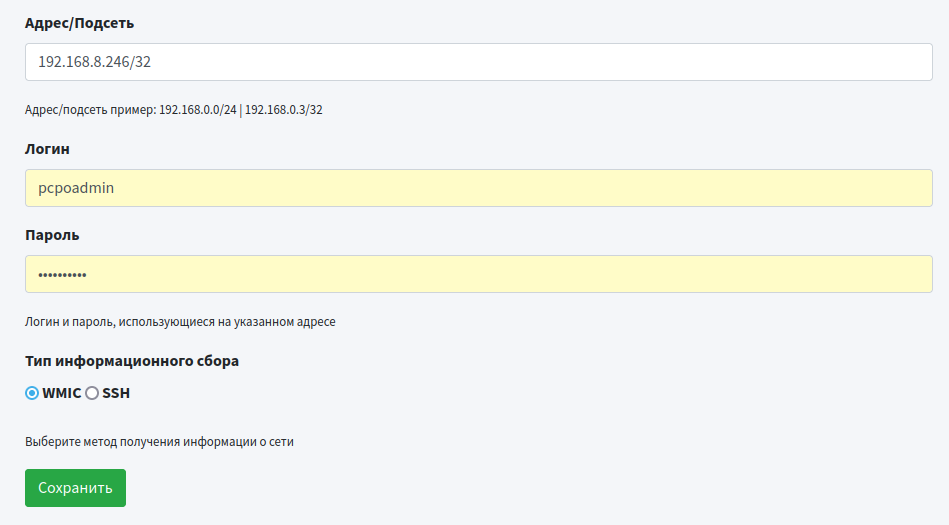 Адрес/Подсеть
192.168.8.246/32
Адрес/подсеть пример: 192.168.0.0/24 | 192.168.0.3/32
Логин
pcpoadmin
Пароль
••••••••••
Логин и пароль, использующиеся на указанном адресе
Тип информационного сбора
WMIC SSH
Выберите метод получения информации о сети
Сохранить